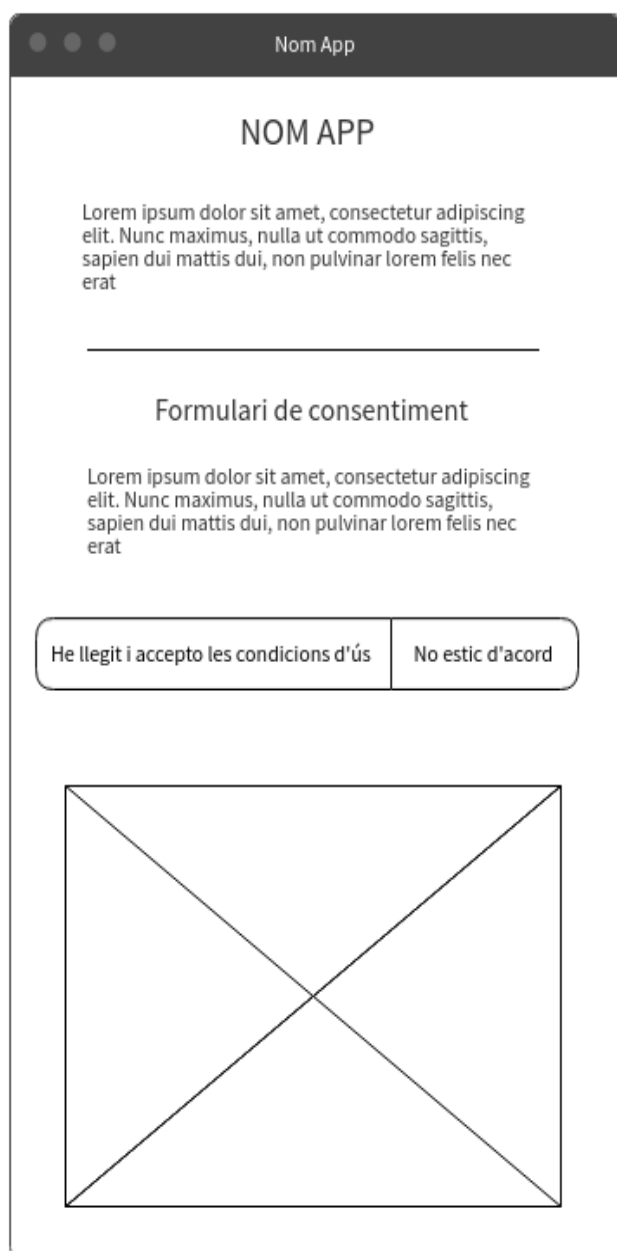 Nom App
NOM APP
Lorem ipsum dolor sit amet, consectetur adipiscing
elit. Nunc maximus, nulla ut commodo sagittis,
sapien dui mattis dui, non pulvinar lorem felis nec
erat
Formulari de consentiment
Lorem ipsum dolor sit amet, consectetur adipiscing
elit. Nunc maximus, nulla ut commodo sagittis,
sapien dui mattis dui, non pulvinar lorem felis nec
erat
He llegit i accepto les condicions d'ús
No estic d'acord